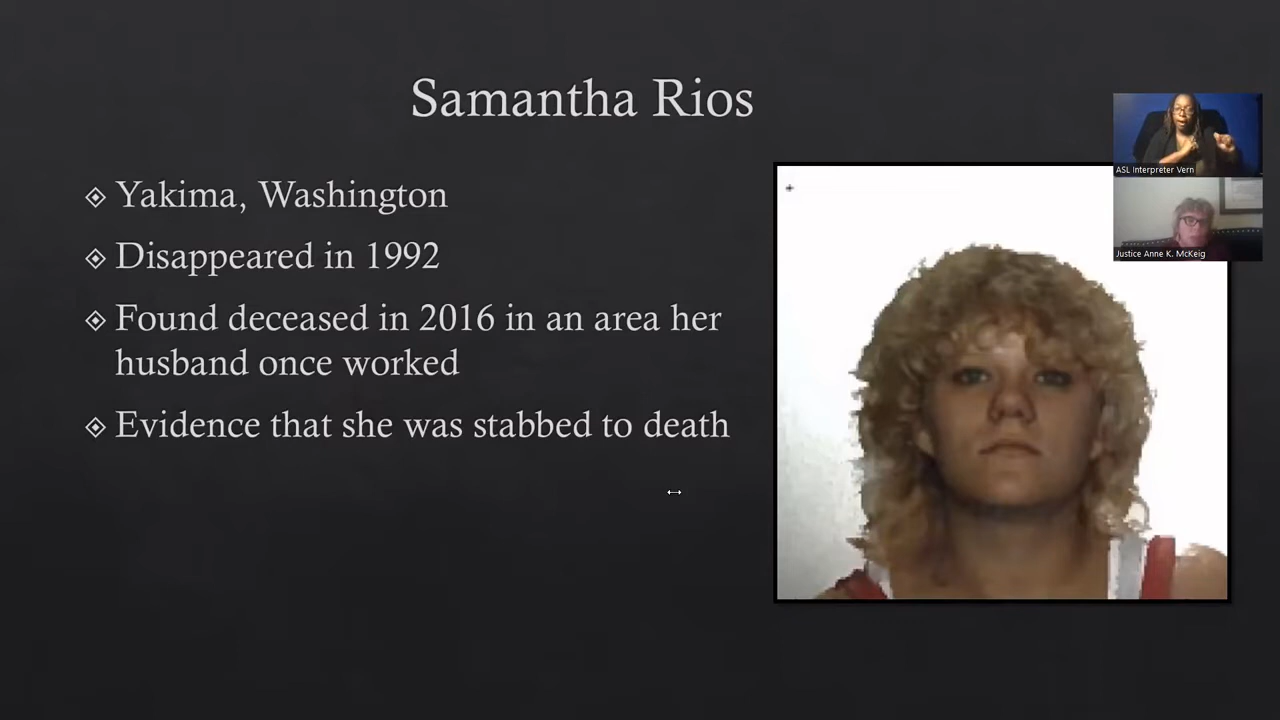 Samantha Rios
Yakima, Washington
Disappeared in 1992
Found deceased in 2016 in an area her
husband once worked
Evidence that she was stabbed to death
ASL Interpreter Vern
Justice Anne K. McKeig